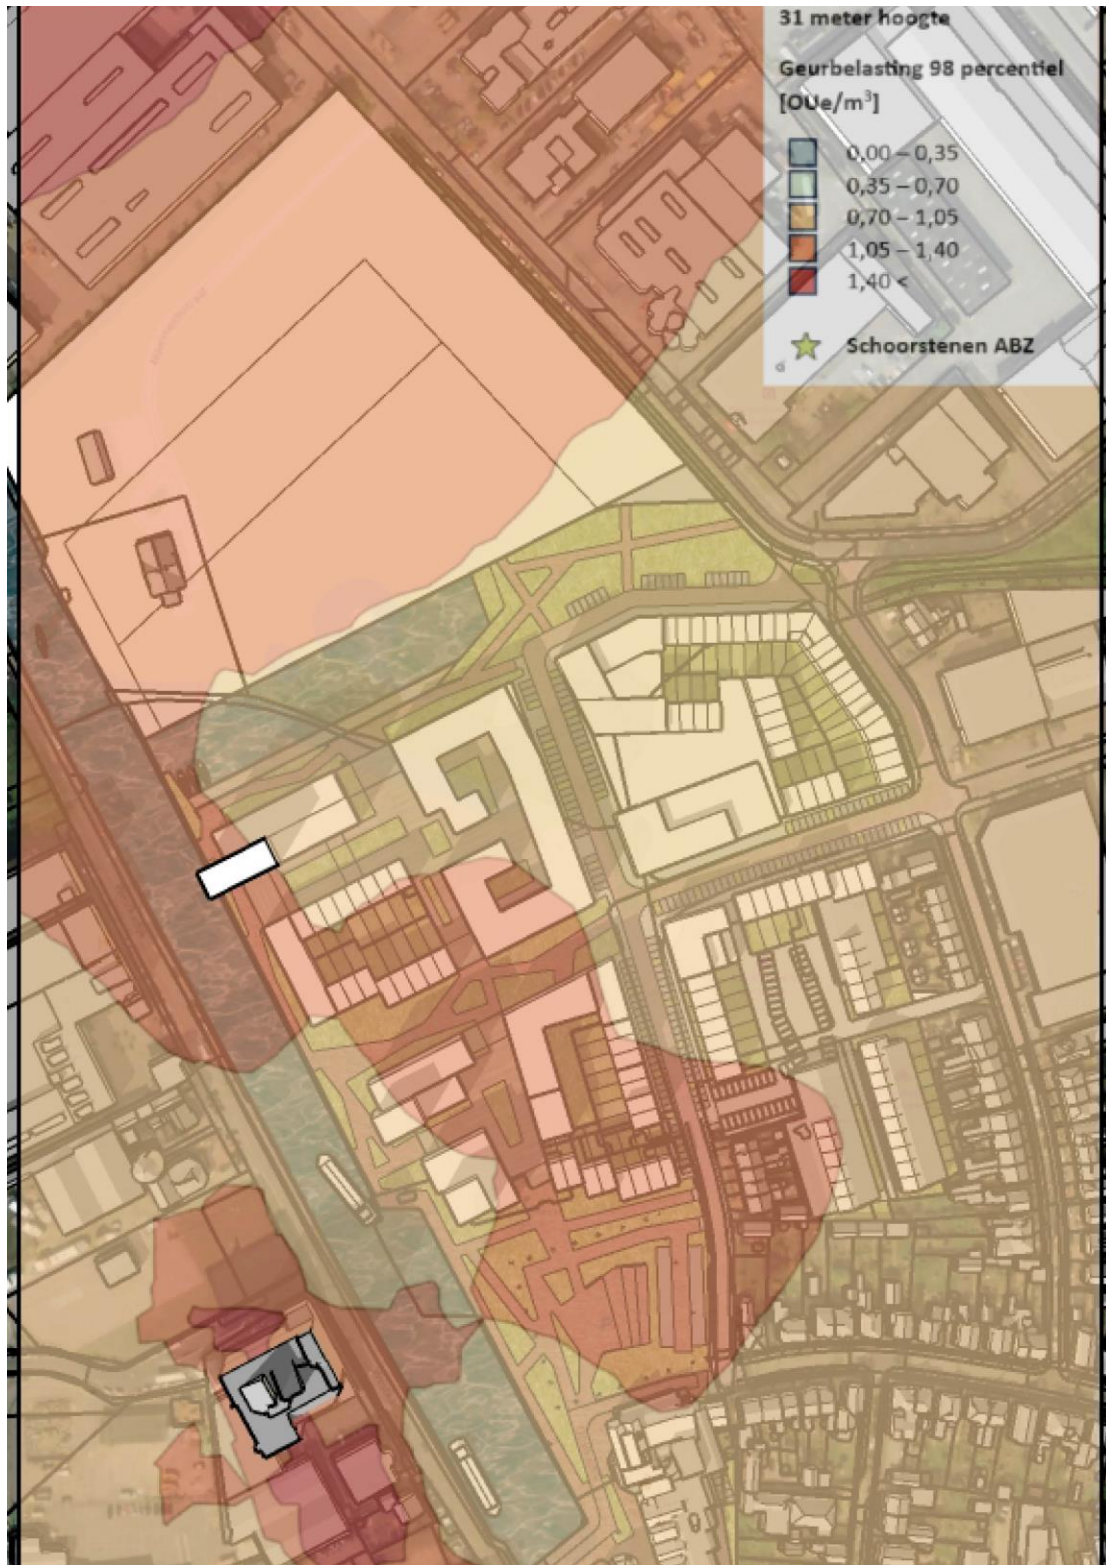 31 meter hoogte
Geurbelasting 98 percentiel
[OUe/m³]
0,00 – 0,35
0,35 – 0,70
0,70 – 1,05
1,05 – 1,40
1,40 <
Schoorstenen ABZ